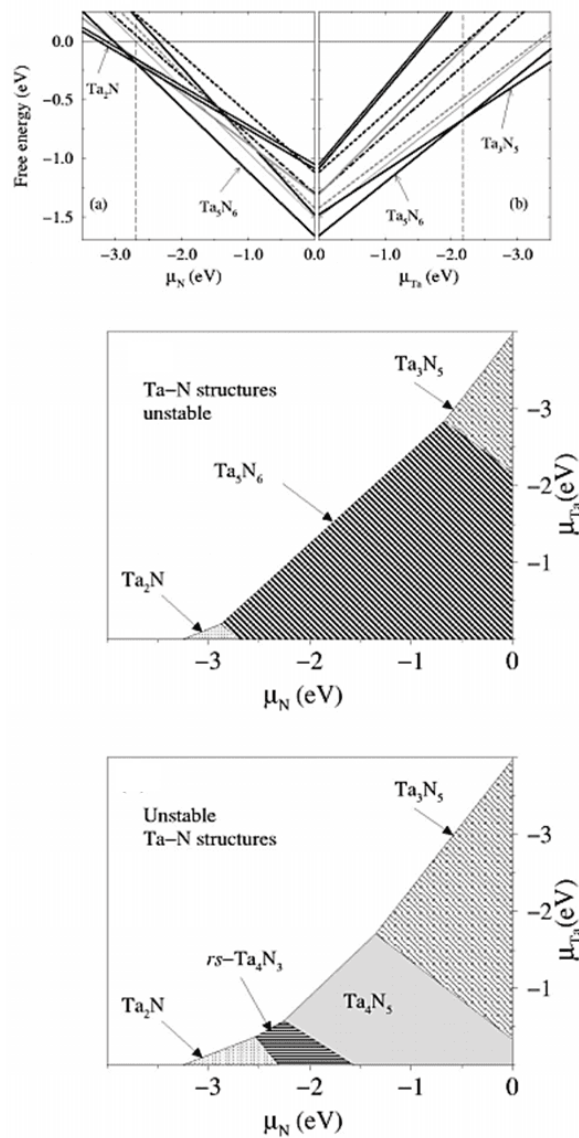 0.0
−0.5
−1.0
−1.5
Free energy (eV)
Ta₂N
Ta₅N₆
(a)
Ta₃N₅
Ta₅N₆
(b)
−3.0 −2.0 −1.0 0.0 −1.0 −2.0 −3.0
μN (eV)
μTa (eV)
Ta−N structures
unstable
Ta₃N₅
Ta₅N₆
Ta₂N
−3
−2
−1
μTa (eV)
−3 −2 −1 0
μN (eV)
Unstable
Ta−N structures
Ta₃N₅
rs−Ta₄N₃
Ta₂N
Ta₄N₅
−3
−2
−1
μTa (eV)
−3 −2 −1 0
μN (eV)